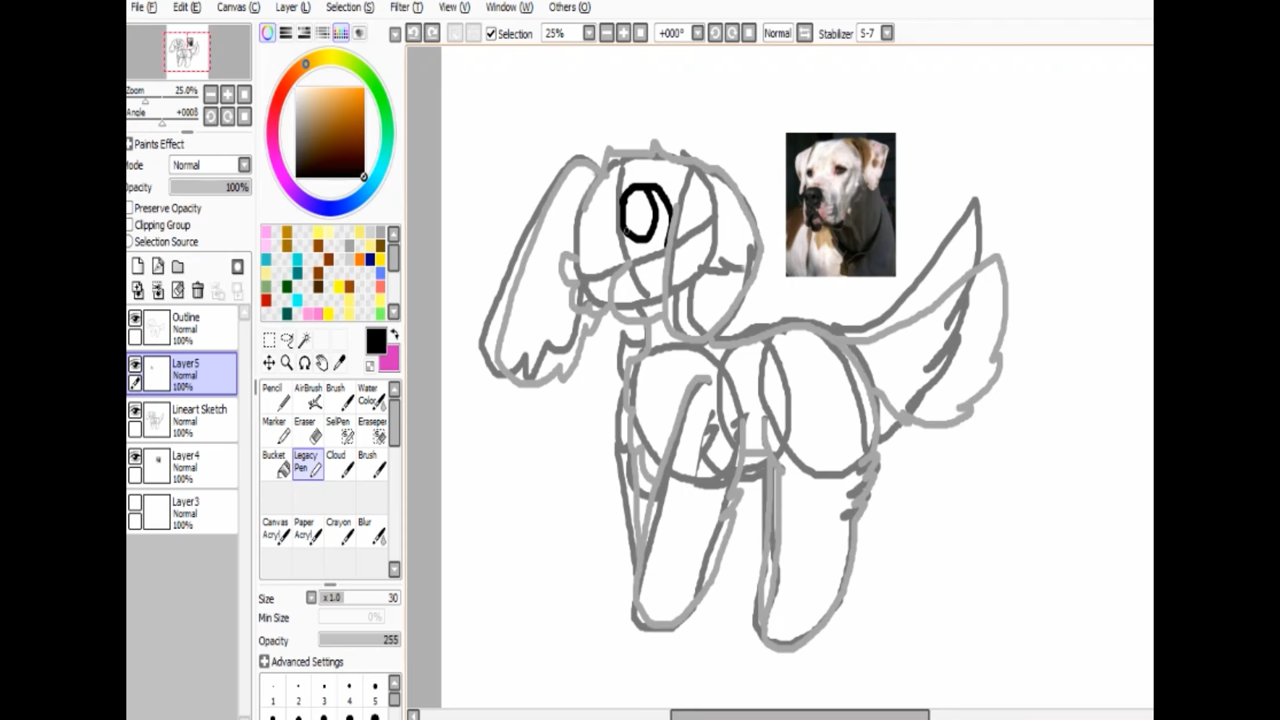 File (F) Edit (E) Canvas (C) Layer (L) Selection (S) Filter (T) View (V) Window (W) Others (O)
Selection 25% +000° Normal Stabilizer S-7
Zoom 25.0%
Angle
Paints Effect
Mode Normal
Opacity 100%
Preserve Opacity
Clipping Group
Selection Source
Outline
Normal
100%
Layer5
Normal
100%
Lineart Sketch
Normal
100%
Layer4
Normal
100%
Layer3
Normal
100%
Pencil AirBrush Brush Water
Color
Marker Eraser SelPen Eraseper
Bucket Legacy Cloud Brush
Pen
Canvas Paper Crayon Blur
Acryl Acryl
Size x 1.0 30
Min Size 0%
Opacity 255
Advanced Settings
1 2 3 4 5